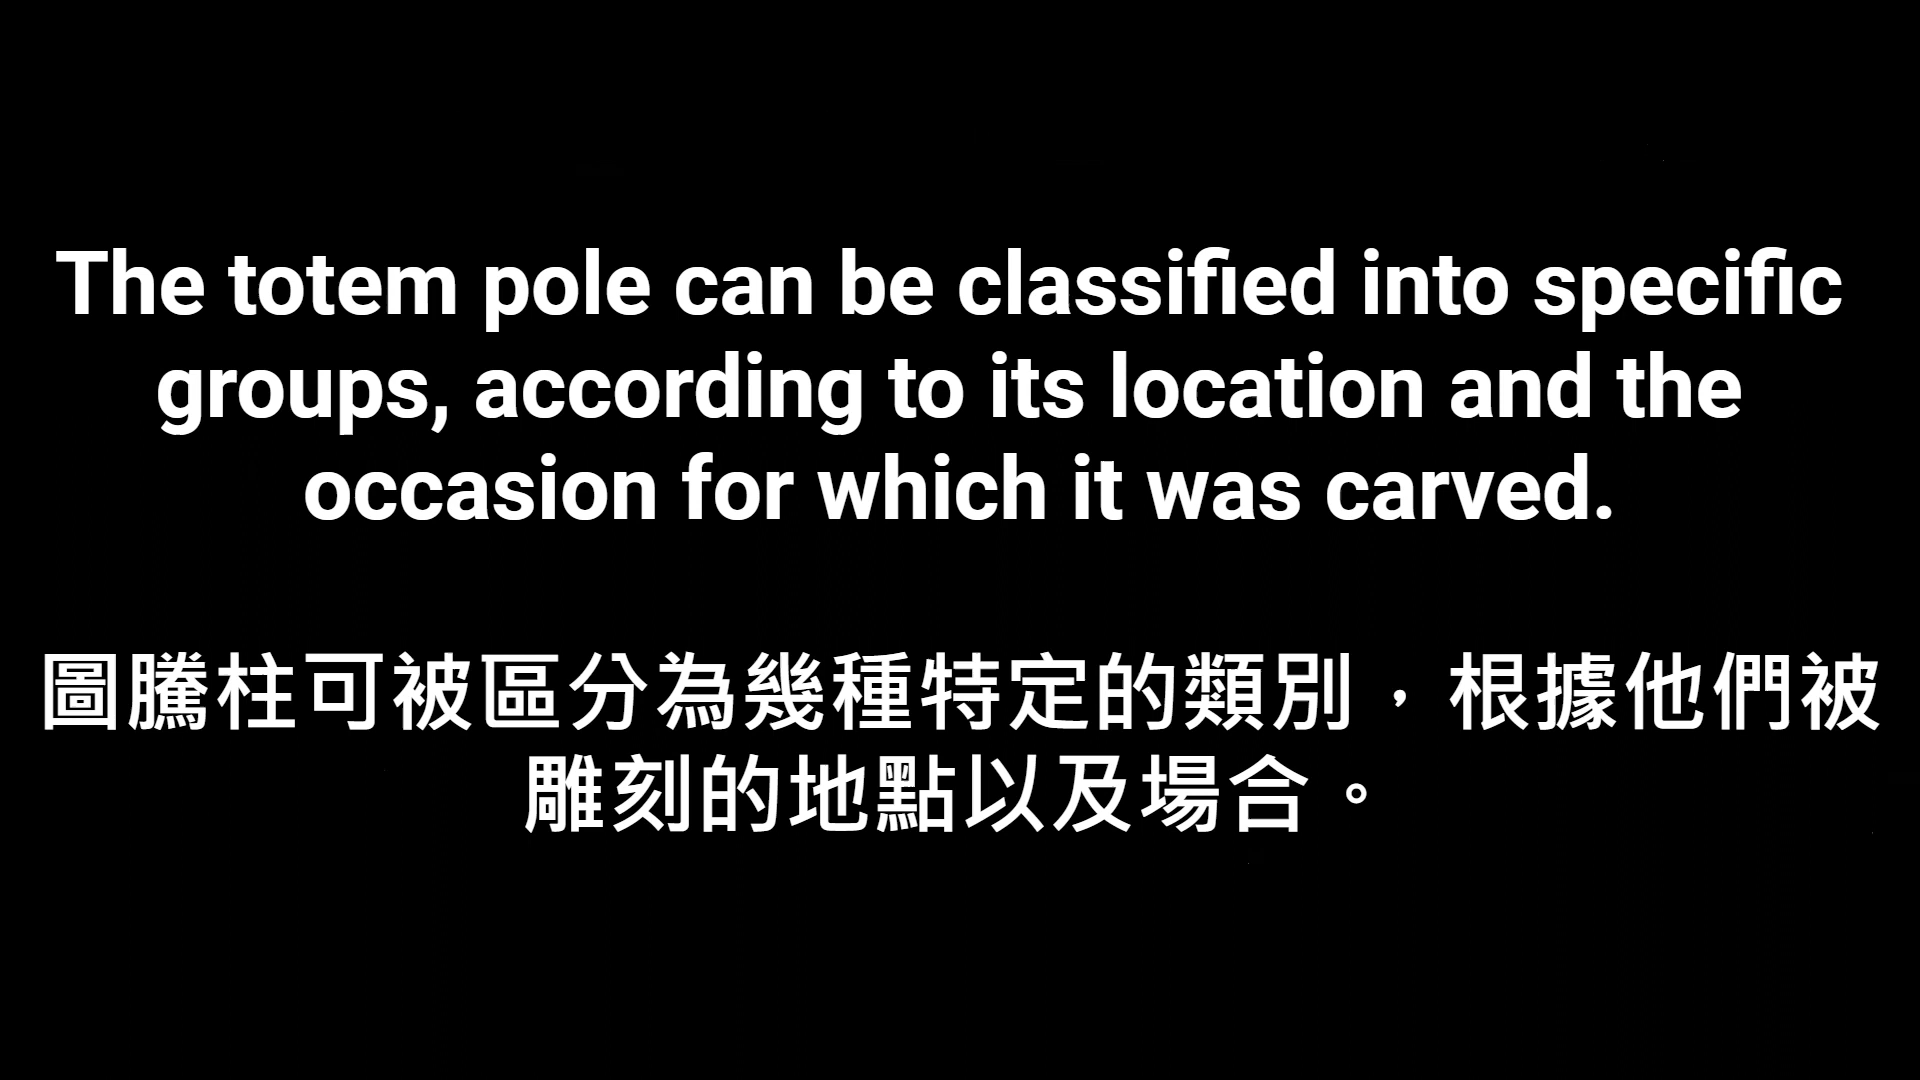 The totem pole can be classified into specific
groups, according to its location and the
occasion for which it was carved.
圖騰柱可被區分為幾種特定的類別，根據他們被
雕刻的地點以及場合。